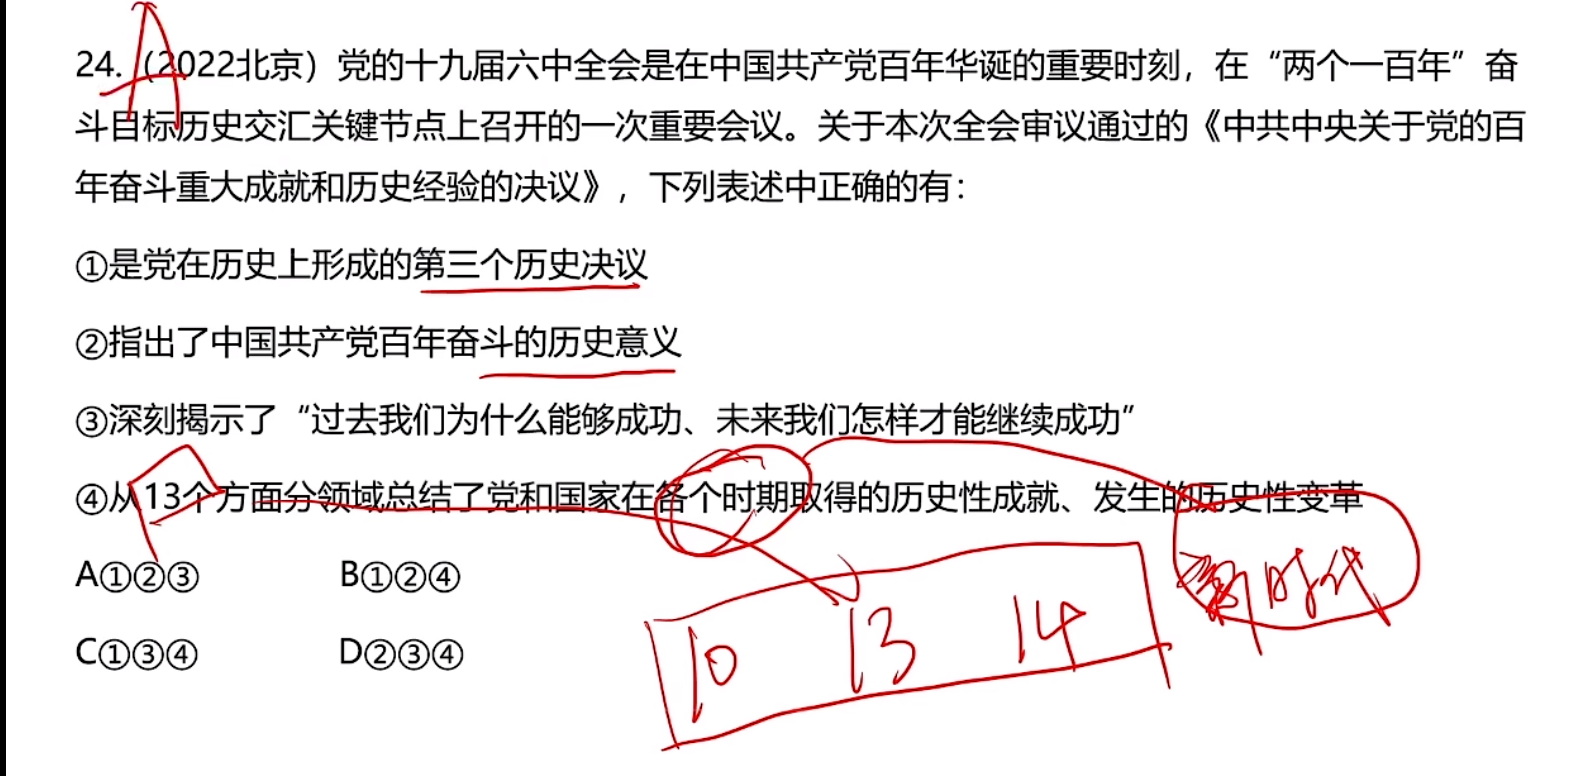 A
24.（2022北京）党的十九届六中全会是在中国共产党百年华诞的重要时刻，在“两个一百年”奋
斗目标历史交汇关键节点上召开的一次重要会议。关于本次全会审议通过的《中共中央关于党的百
年奋斗重大成就和历史经验的决议》，下列表述中正确的有：
①是党在历史上形成的第三个历史决议
②指出了中国共产党百年奋斗的历史意义
③深刻揭示了“过去我们为什么能够成功、未来我们怎样才能继续成功”
④从13个方面分领域总结了党和国家在各个时期取得的历史性成就、发生的历史性变革
A①②③ B①②④
新时代
10 13 14
C①③④ D②③④